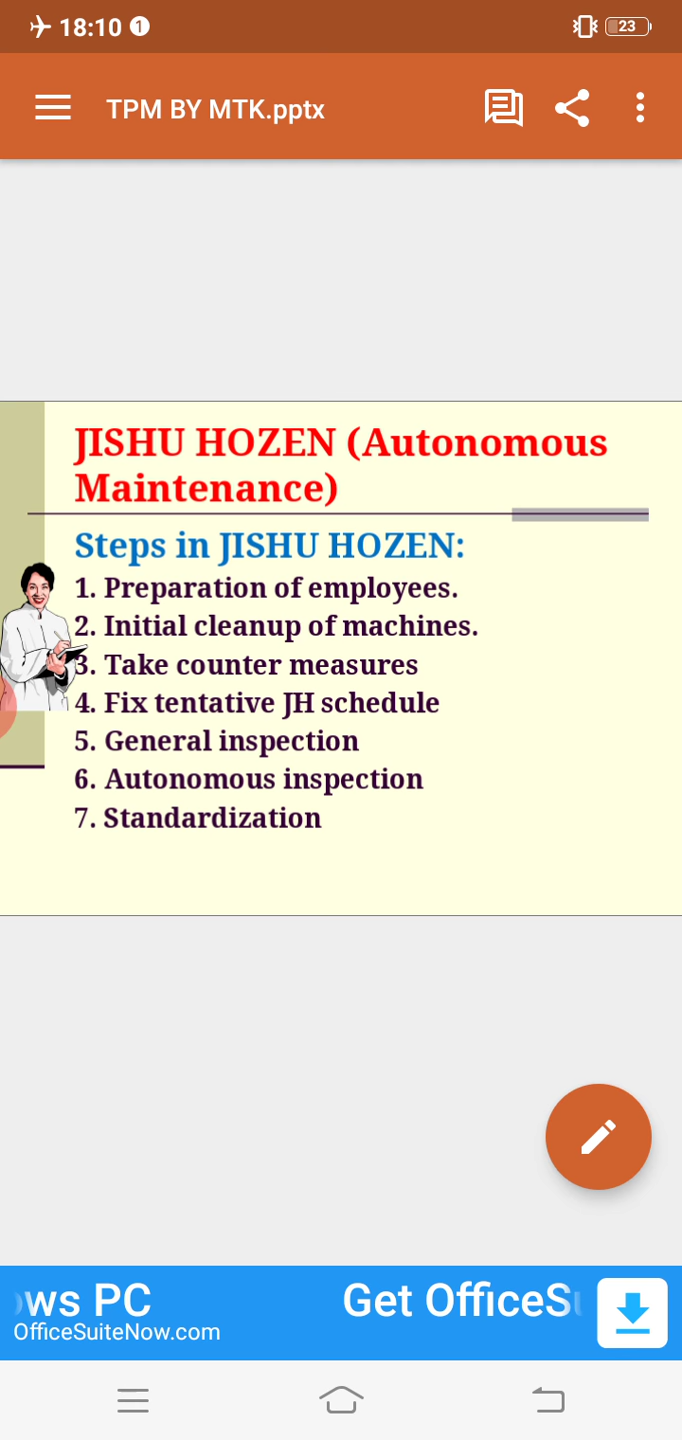 18:10 1
23
TPM BY MTK.pptx
JISHU HOZEN (Autonomous
Maintenance)
Steps in JISHU HOZEN:
1. Preparation of employees.
2. Initial cleanup of machines.
3. Take counter measures
4. Fix tentative JH schedule
5. General inspection
6. Autonomous inspection
7. Standardization
ws PC Get OfficeSu
OfficeSuiteNow.com